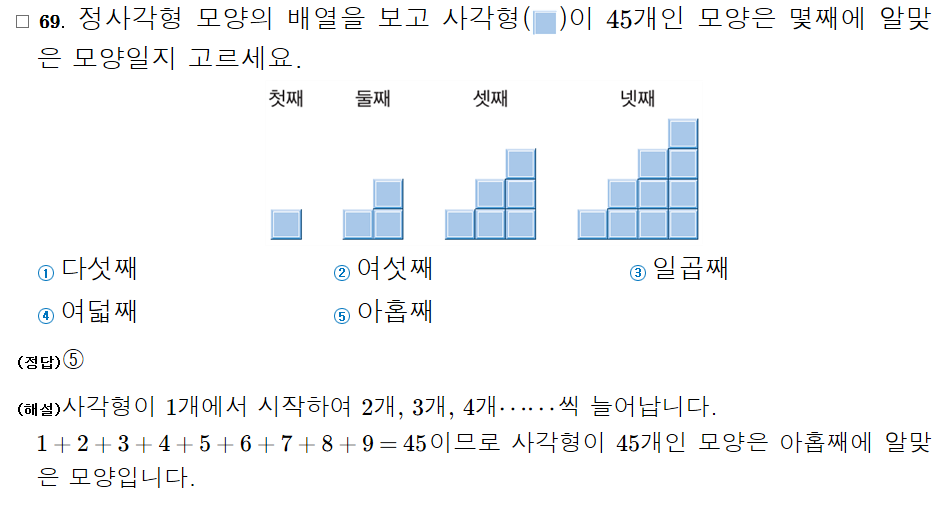 □ 69. 정사각형 모양의 배열을 보고 사각형( )이 45개인 모양은 몇째에 알맞
은 모양일지 고르세요.
첫째 둘째 셋째 넷째
① 다섯째 ② 여섯째 ③ 일곱째
④ 여덟째 ⑤ 아홉째
(정답)⑤
(해설)사각형이 1개에서 시작하여 2개, 3개, 4개⋯⋯씩 늘어납니다.
1 + 2 + 3 + 4 + 5 + 6 + 7 + 8 + 9 = 45이므로 사각형이 45개인 모양은 아홉째에 알맞
은 모양입니다.